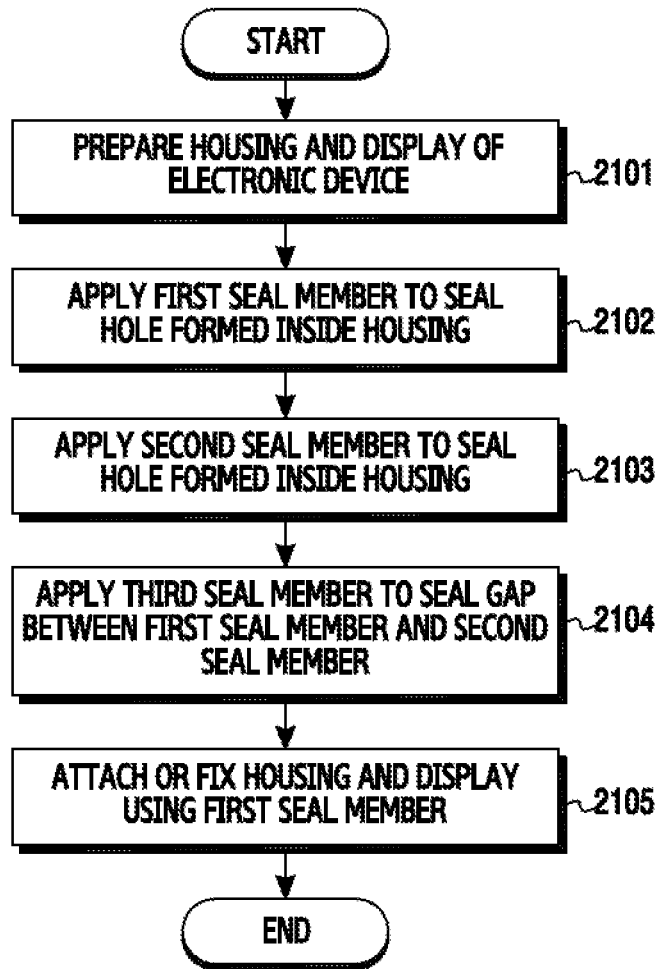 START
PREPARE HOUSING AND DISPLAY OF
ELECTRONIC DEVICE
2101
APPLY FIRST SEAL MEMBER TO SEAL
HOLE FORMED INSIDE HOUSING
2102
APPLY SECOND SEAL MEMBER TO SEAL
HOLE FORMED INSIDE HOUSING
2103
APPLY THIRD SEAL MEMBER TO SEAL GAP
BETWEEN FIRST SEAL MEMBER AND SECOND
SEAL MEMBER
2104
ATTACH OR FIX HOUSING AND DISPLAY
USING FIRST SEAL MEMBER
2105
END